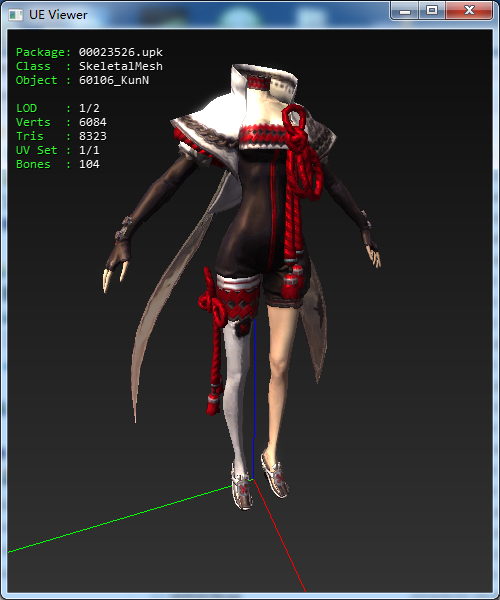 UE Viewer
Package: 00023526.upk
Class : SkeletalMesh
Object : 60106_KunN
LOD : 1/2
Verts : 6084
Tris : 8323
UV Set : 1/1
Bones : 104